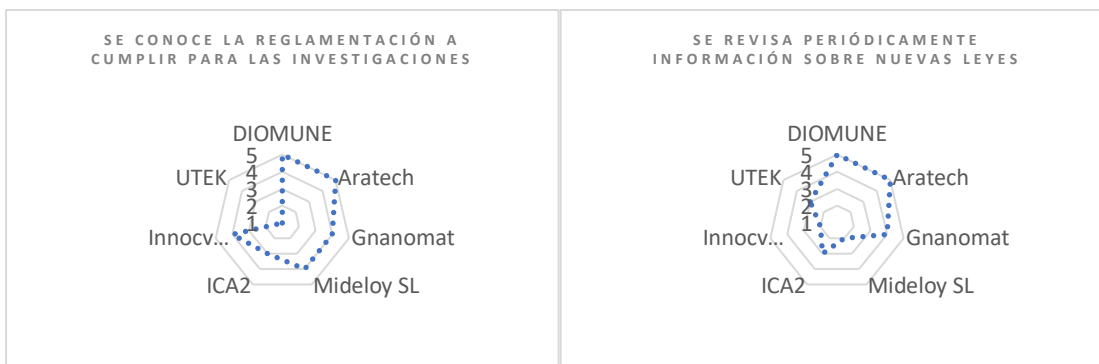 SE CONOCE LA REGLAMENTACIÓN A
CUMPLIR PARA LAS INVESTIGACIONES
DIOMUNE
5
4
3
2
1
Aratech
Gnanomat
Mideloy SL
ICA2
Innocv...
UTEK
SE REVISA PERIÓDICAMENTE
INFORMACIÓN SOBRE NUEVAS LEYES
DIOMUNE
5
4
3
2
1
Aratech
Gnanomat
Mideloy SL
ICA2
Innocv...
UTEK